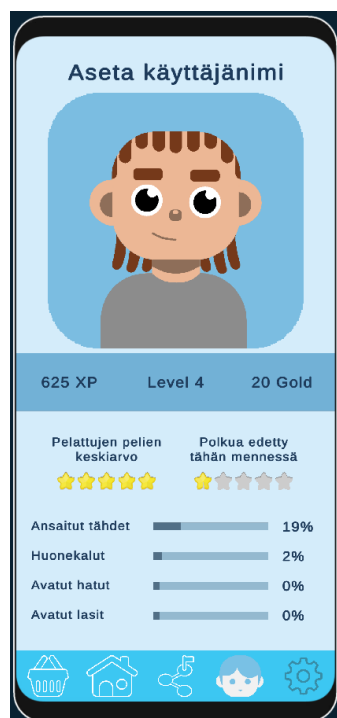 Aseta käyttäjänimi
625 XP Level 4 20 Gold
Pelattujen pelien
keskiarvo
Polkua edetty
tähän mennessä
Ansaitut tähdet 19%
Huonekalut 2%
Avatut hatut 0%
Avatut lasit 0%